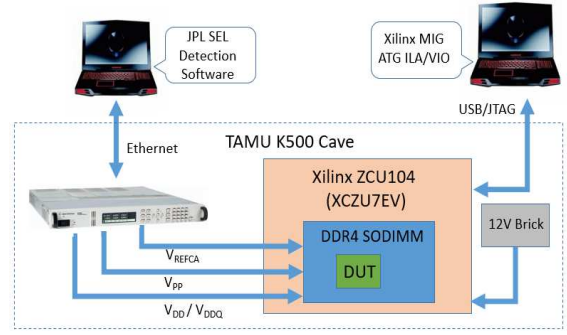 JPL SEL
Detection
Software
Xilinx MIG
ATG ILA/VIO
USB/JTAG
Ethernet
TAMU K500 Cave
Xilinx ZCU104
(XCZU7EV)
12V Brick
DDR4 SODIMM
DUT
VREFCA
VPP
VDD / VDDQ